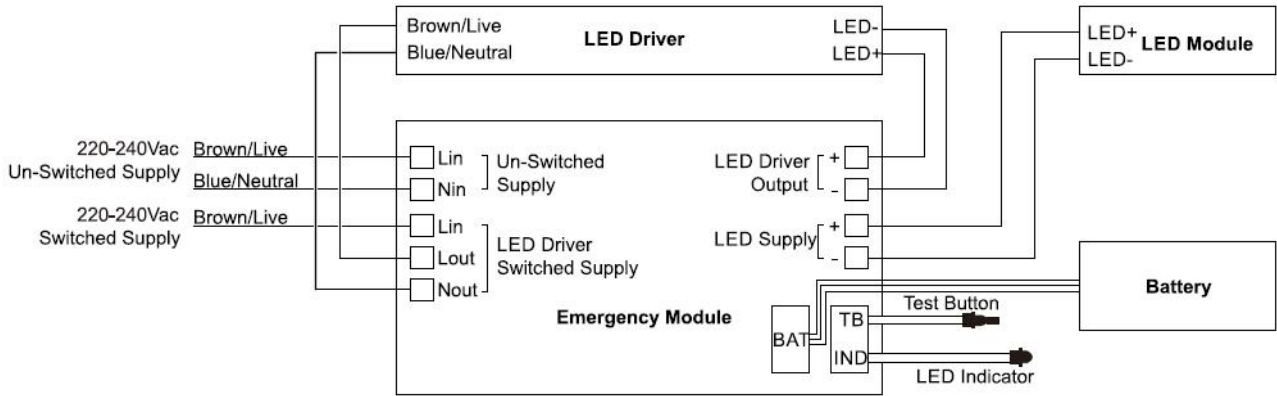 Brown/Live
Blue/Neutral
LED Driver
LED-
LED+
LED+
LED-
LED Module
220-240Vac
Un-Switched Supply
Brown/Live
Blue/Neutral
220-240Vac
Switched Supply
Brown/Live
Lin
Nin
Un-Switched
Supply
Lin
Lout
Nout
LED Driver
Switched Supply
LED Driver
Output
+
-
LED Supply
+
-
Emergency Module
BAT
TB
IND
Test Button
LED Indicator
Battery